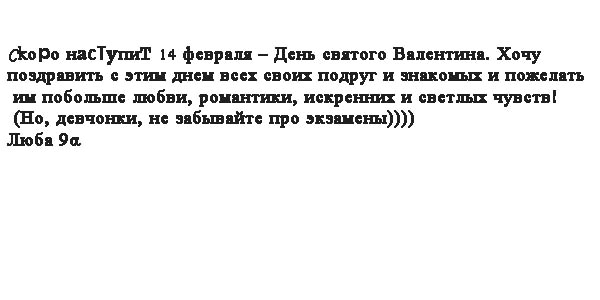 Скоро наступиТ 14 февраля – День святого Валентина. Хочу
поздравить с этим днем всех своих подруг и знакомых и пожелать
им побольше любви, романтики, искренних и светлых чувств!
(Но, девчонки, не забывайте про экзамены))))
Люба 9α